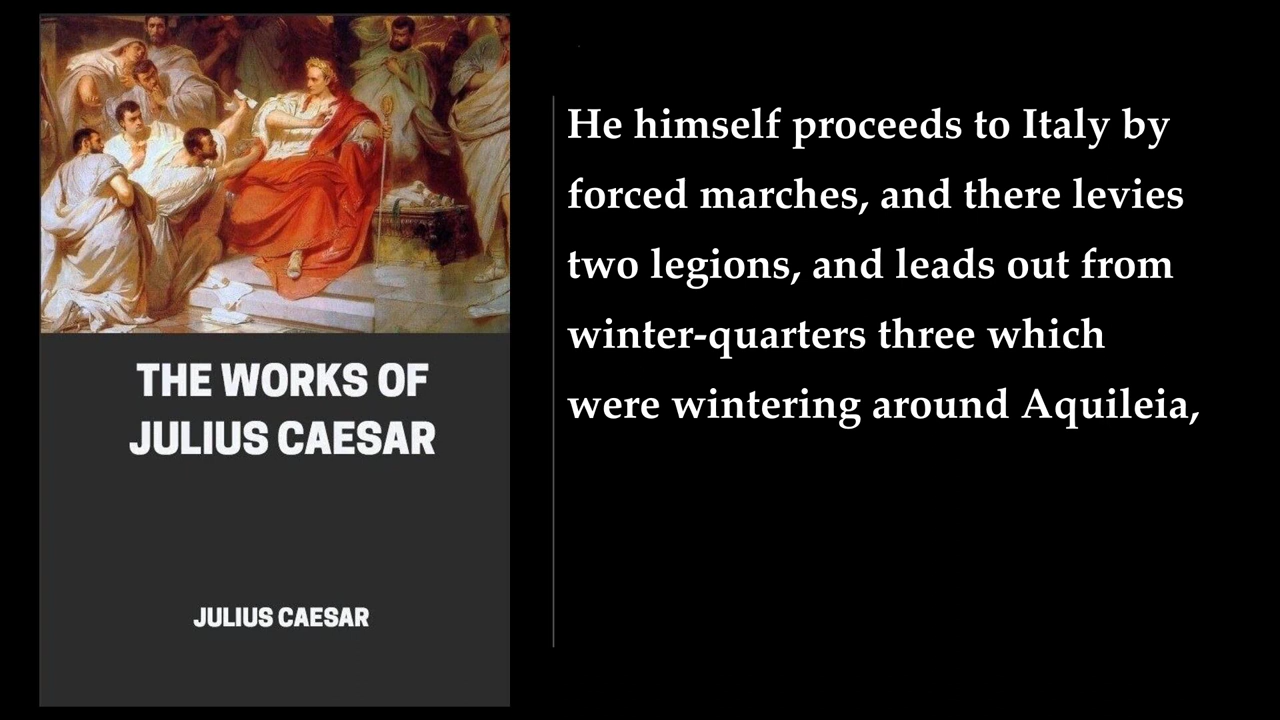 THE WORKS OF
JULIUS CAESAR
JULIUS CAESAR
He himself proceeds to Italy by
forced marches, and there levies
two legions, and leads out from
winter-quarters three which
were wintering around Aquileia,